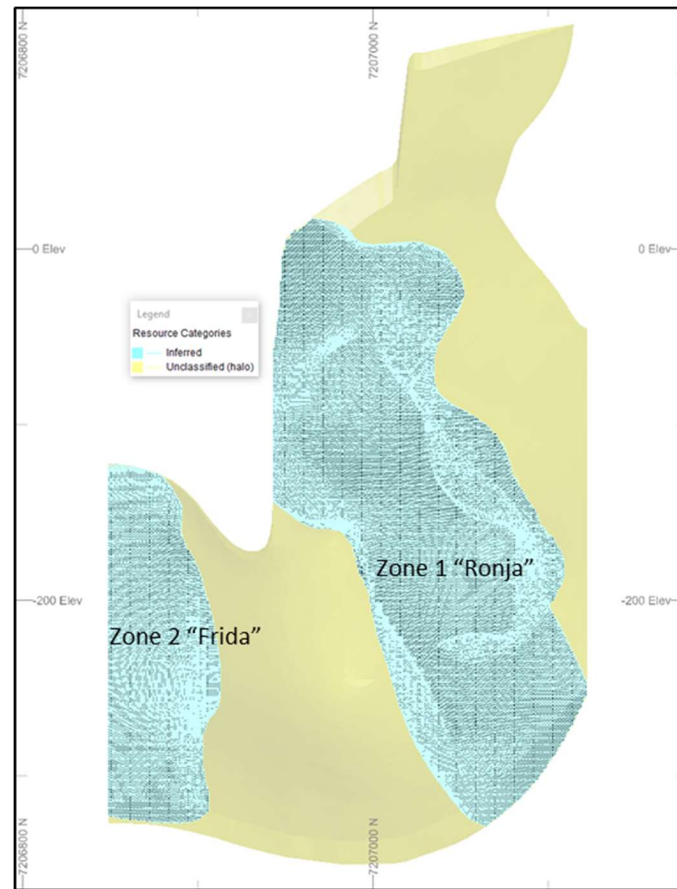 7206800 N
7207000 N
0 Elev
0 Elev
Legend
Resource Categories
Inferred
Unclassified (halo)
Zone 1 “Ronja”
-200 Elev
-200 Elev
Zone 2 “Frida”
7206800 N
7207000 N